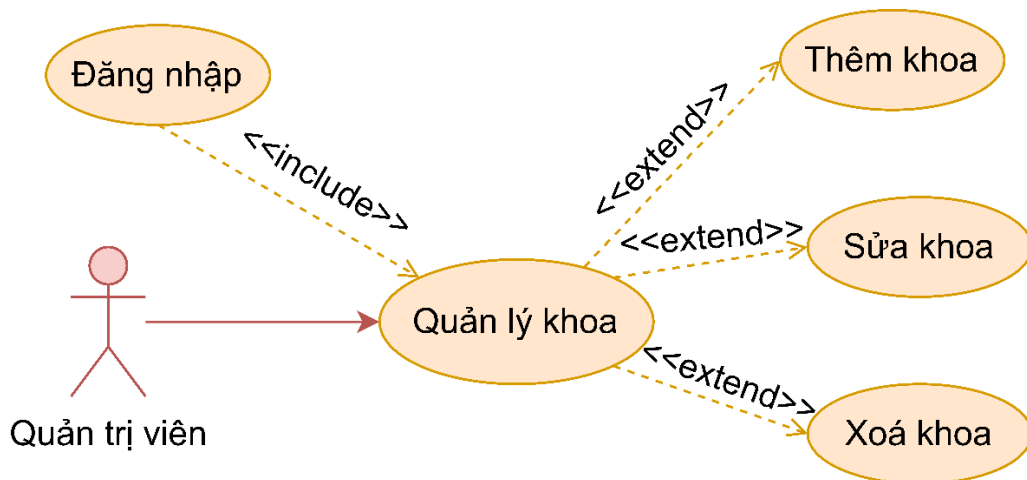 Đăng nhập
<<include>>
Thêm khoa
<<extend>>
<<extend>>
Sửa khoa
Quản lý khoa
<<extend>>
Xoá khoa
Quản trị viên